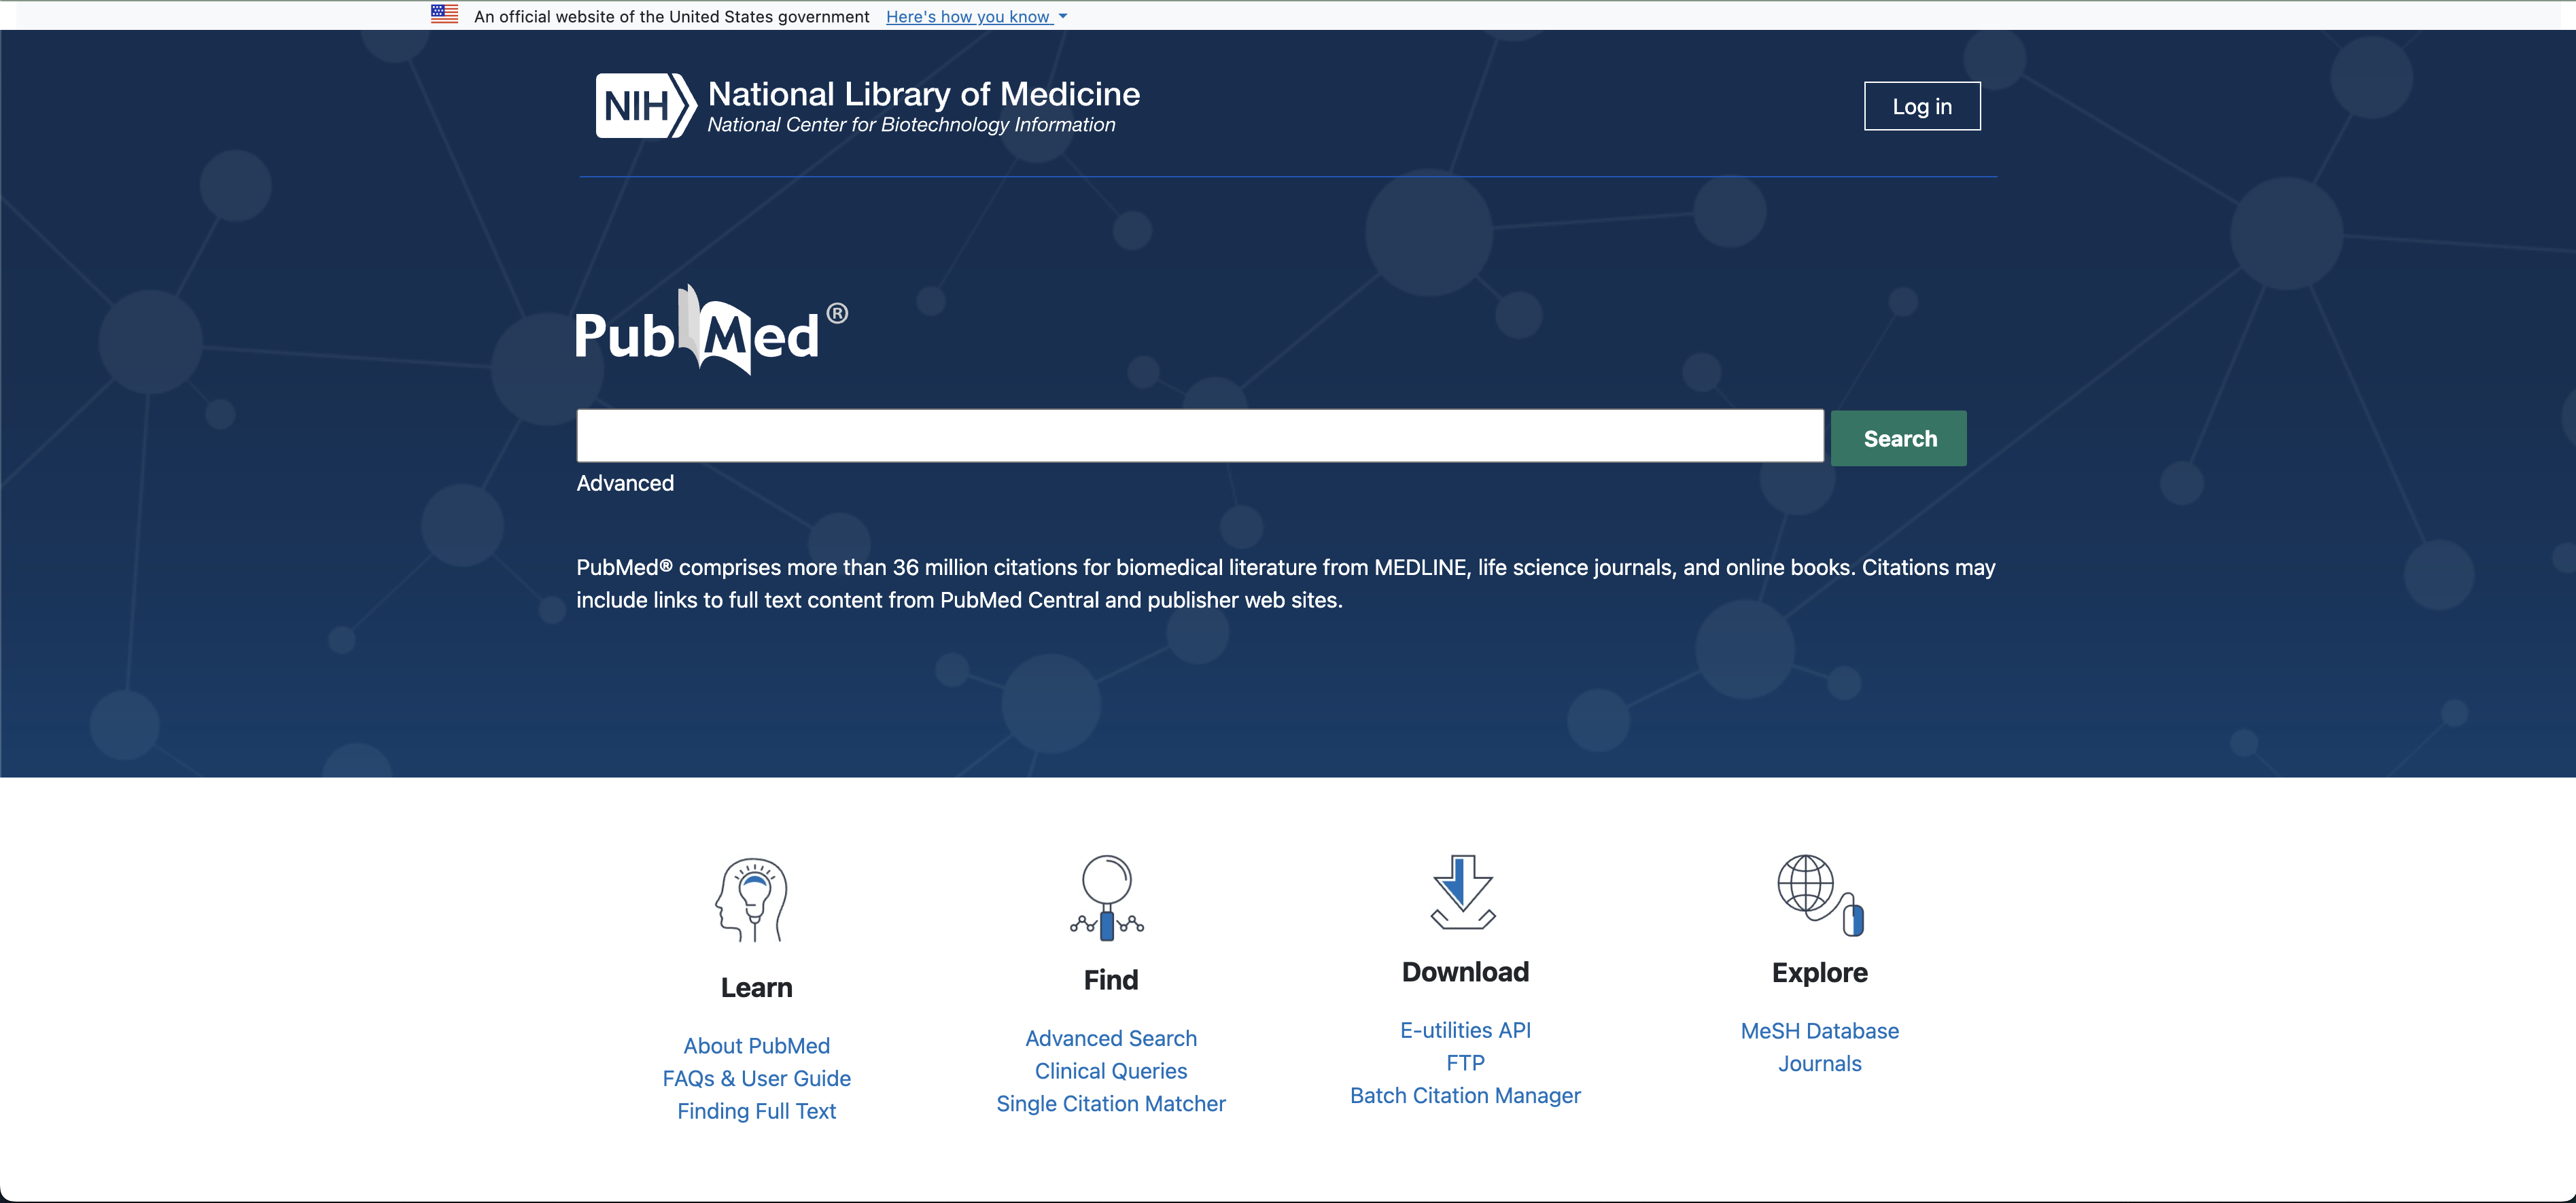 An official website of the United States government Here's how you know
NIH National Library of Medicine
National Center for Biotechnology Information
Log in
PubMed ®
Search
Advanced
PubMed® comprises more than 36 million citations for biomedical literature from MEDLINE, life science journals, and online books. Citations may
include links to full text content from PubMed Central and publisher web sites.
Learn
About PubMed
FAQs & User Guide
Finding Full Text
Find
Advanced Search
Clinical Queries
Single Citation Matcher
Download
E-utilities API
FTP
Batch Citation Manager
Explore
MeSH Database
Journals